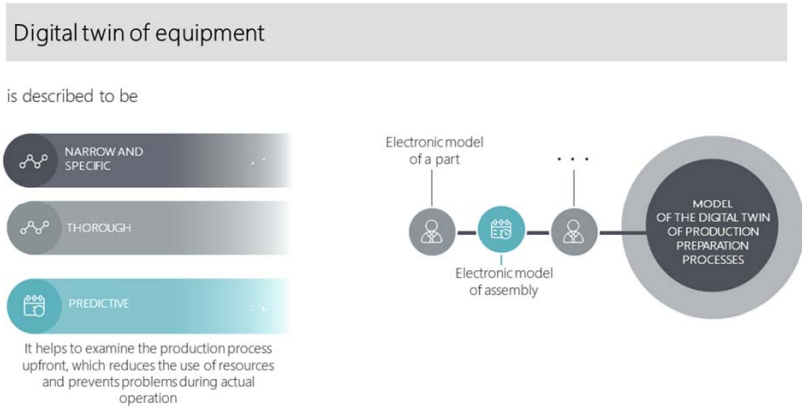 Digital twin of equipment
is described to be
NARROW AND
SPECIFIC
THOROUGH
PREDICTIVE
It helps to examine the production process
upfront, which reduces the use of resources
and prevents problems during actual
operation
Electronic model
of a part
. . .
Electronic model
of assembly
MODEL
OF THE DIGITAL TWIN
OF PRODUCTION
PREPARATION
PROCESSES